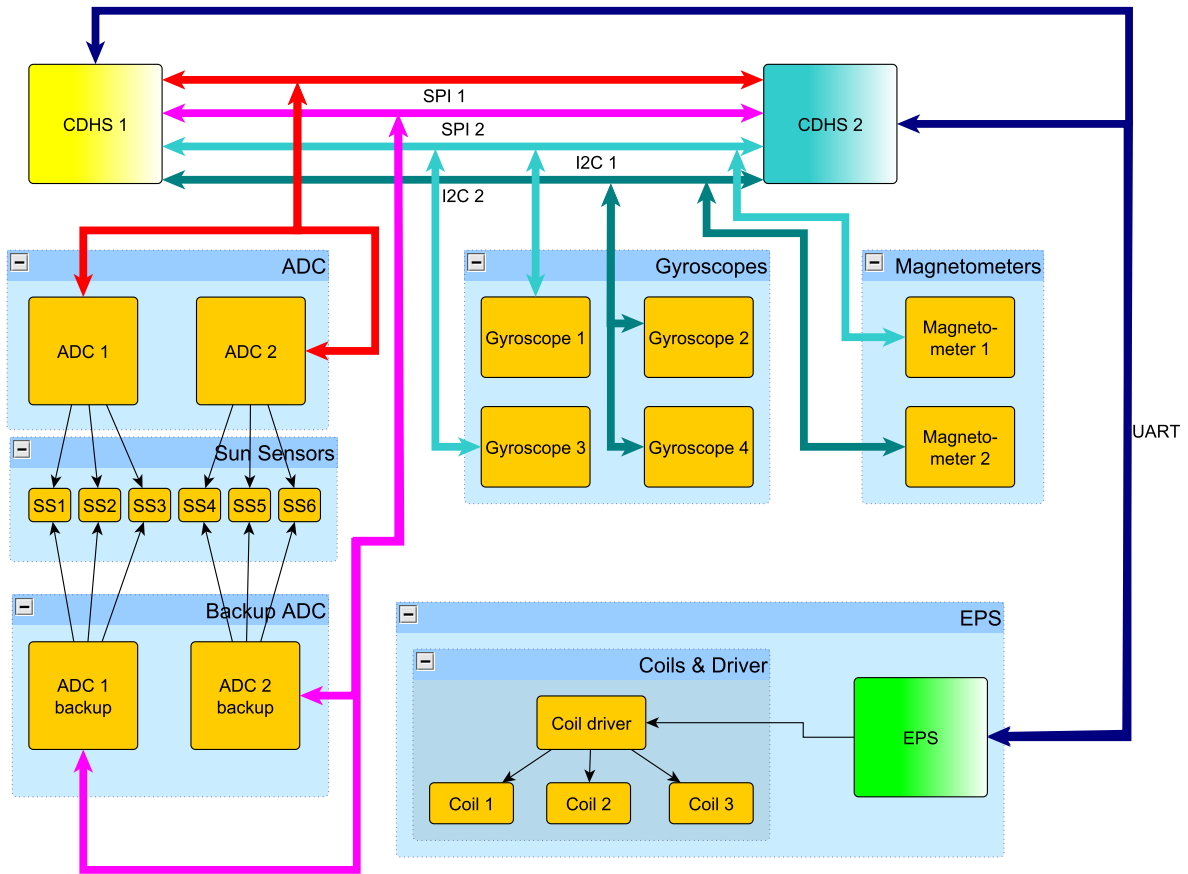 SPI 1
CDHS 1
CDHS 2
SPI 2
I2C 1
I2C 2
ADC
Gyroscopes
Magnetometers
ADC 1
ADC 2
Gyroscope 1
Gyroscope 2
Magneto-
meter 1
Gyroscope 3
Gyroscope 4
Magneto-
meter 2
UART
Sun Sensors
SS1
SS2
SS3
SS4
SS5
SS6
Backup ADC
ADC 1
backup
ADC 2
backup
EPS
Coils & Driver
Coil driver
EPS
Coil 1
Coil 2
Coil 3